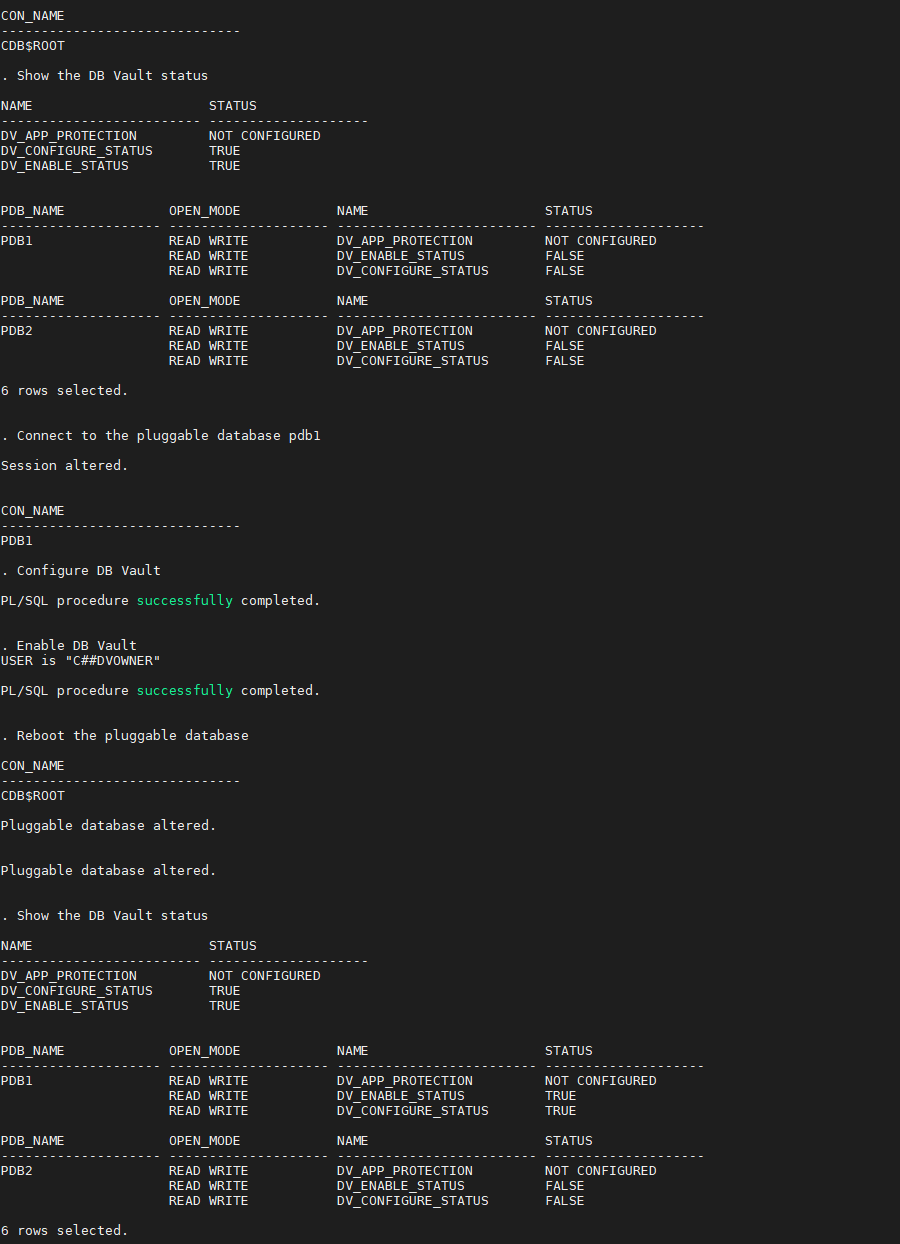 CON_NAME
------------------------------
CDB$ROOT
. Show the DB Vault status
NAME                      STATUS
------------------------- --------------------
DV_APP_PROTECTION         NOT CONFIGURED
DV_CONFIGURE_STATUS       TRUE
DV_ENABLE_STATUS          TRUE
PDB_NAME             OPEN_MODE            NAME                      STATUS
-------------------- -------------------- ------------------------- --------------------
PDB1                 READ WRITE           DV_APP_PROTECTION         NOT CONFIGURED
                     READ WRITE           DV_ENABLE_STATUS          FALSE
                     READ WRITE           DV_CONFIGURE_STATUS       FALSE
PDB_NAME             OPEN_MODE            NAME                      STATUS
-------------------- -------------------- ------------------------- --------------------
PDB2                 READ WRITE           DV_APP_PROTECTION         NOT CONFIGURED
                     READ WRITE           DV_ENABLE_STATUS          FALSE
                     READ WRITE           DV_CONFIGURE_STATUS       FALSE
6 rows selected.
. Connect to the pluggable database pdb1
Session altered.
CON_NAME
------------------------------
PDB1
. Configure DB Vault
PL/SQL procedure successfully completed.
. Enable DB Vault
USER is "C##DVOWNER"
PL/SQL procedure successfully completed.
. Reboot the pluggable database
CON_NAME
------------------------------
CDB$ROOT
Pluggable database altered.
Pluggable database altered.
. Show the DB Vault status
NAME                      STATUS
------------------------- --------------------
DV_APP_PROTECTION         NOT CONFIGURED
DV_CONFIGURE_STATUS       TRUE
DV_ENABLE_STATUS          TRUE
PDB_NAME             OPEN_MODE            NAME                      STATUS
-------------------- -------------------- ------------------------- --------------------
PDB1                 READ WRITE           DV_APP_PROTECTION         NOT CONFIGURED
                     READ WRITE           DV_ENABLE_STATUS          TRUE
                     READ WRITE           DV_CONFIGURE_STATUS       TRUE
PDB_NAME             OPEN_MODE            NAME                      STATUS
-------------------- -------------------- ------------------------- --------------------
PDB2                 READ WRITE           DV_APP_PROTECTION         NOT CONFIGURED
                     READ WRITE           DV_ENABLE_STATUS          FALSE
                     READ WRITE           DV_CONFIGURE_STATUS       FALSE
6 rows selected.